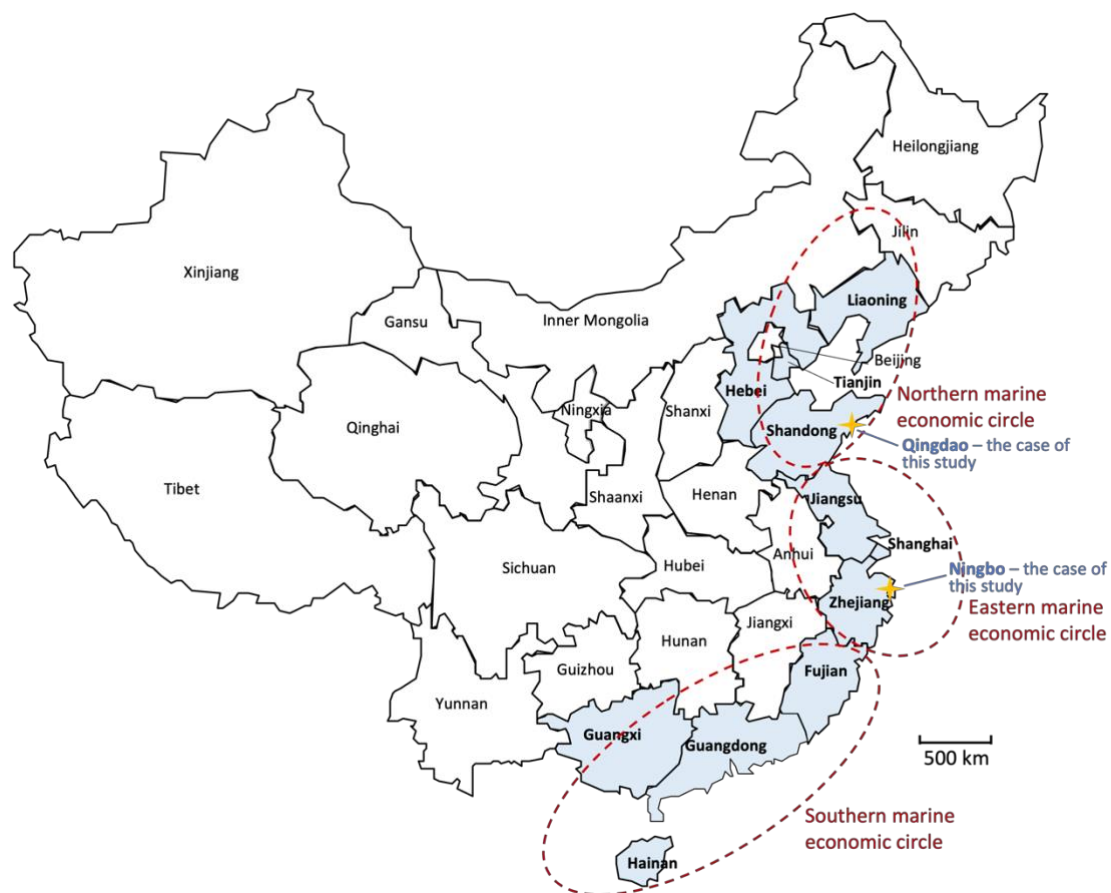 Heilongjiang
Jilin
Xinjiang
Liaoning
Gansu
Inner Mongolia
Beijing
Tianjin
Hebei
Northern marine
economic circle
Ningxia
Shanxi
Qinghai
Shandong
Qingdao – the case of
this study
Tibet
Shaanxi
Henan
Jiangsu
Shanghai
Anhui
Sichuan
Hubei
Ningbo – the case of
this study
Zhejiang
Eastern marine
economic circle
Jiangxi
Hunan
Guizhou
Fujian
Yunnan
Guangxi
Guangdong
500 km
Southern marine
economic circle
Hainan